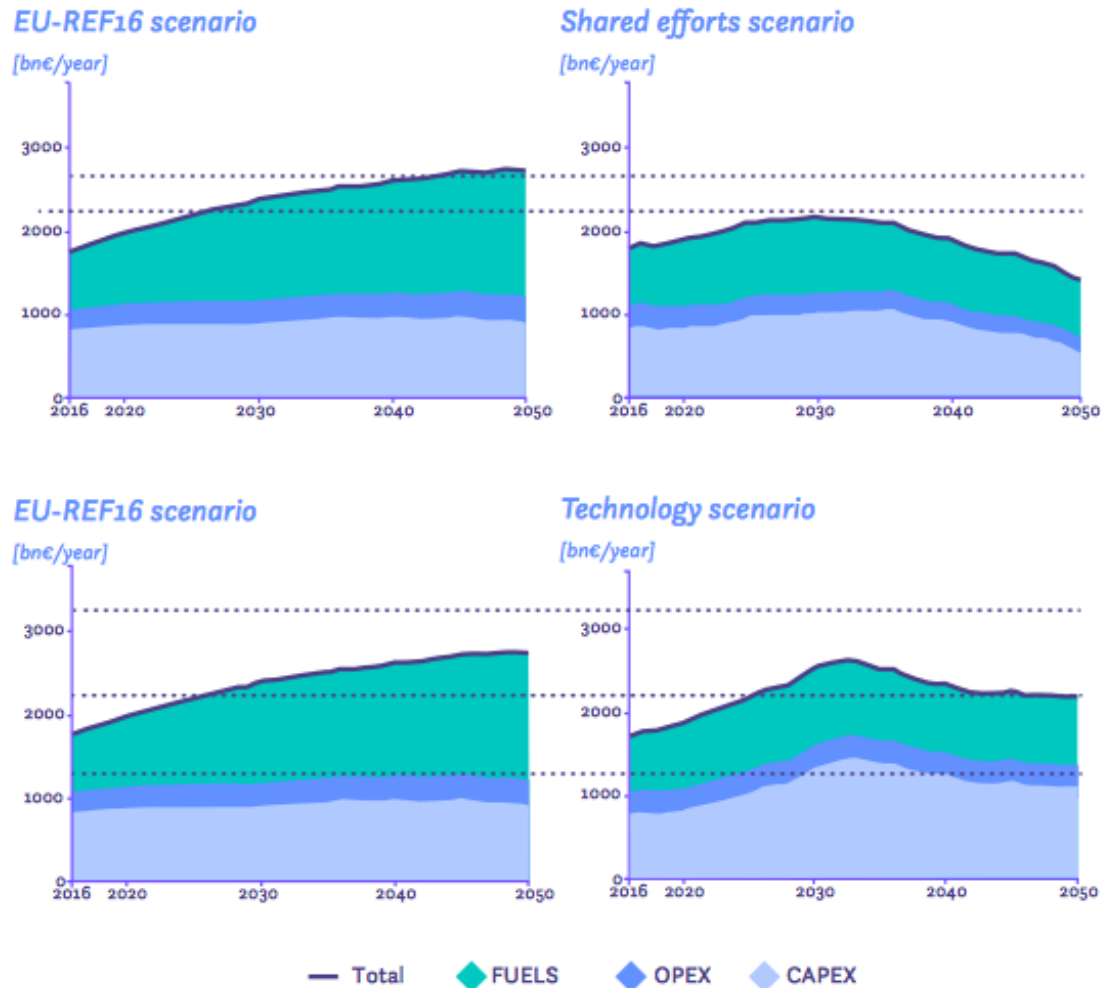 EU-REF16 scenario
[bn€/year]
3000
2000
1000
0
2016 2020 2030 2040 2050
Shared efforts scenario
[bn€/year]
3000
2000
1000
0
2016 2020 2030 2040 2050
EU-REF16 scenario
[bn€/year]
3000
2000
1000
0
2016 2020 2030 2040 2050
Technology scenario
[bn€/year]
3000
2000
1000
0
2016 2020 2030 2040 2050
Total FUELS OPEX CAPEX